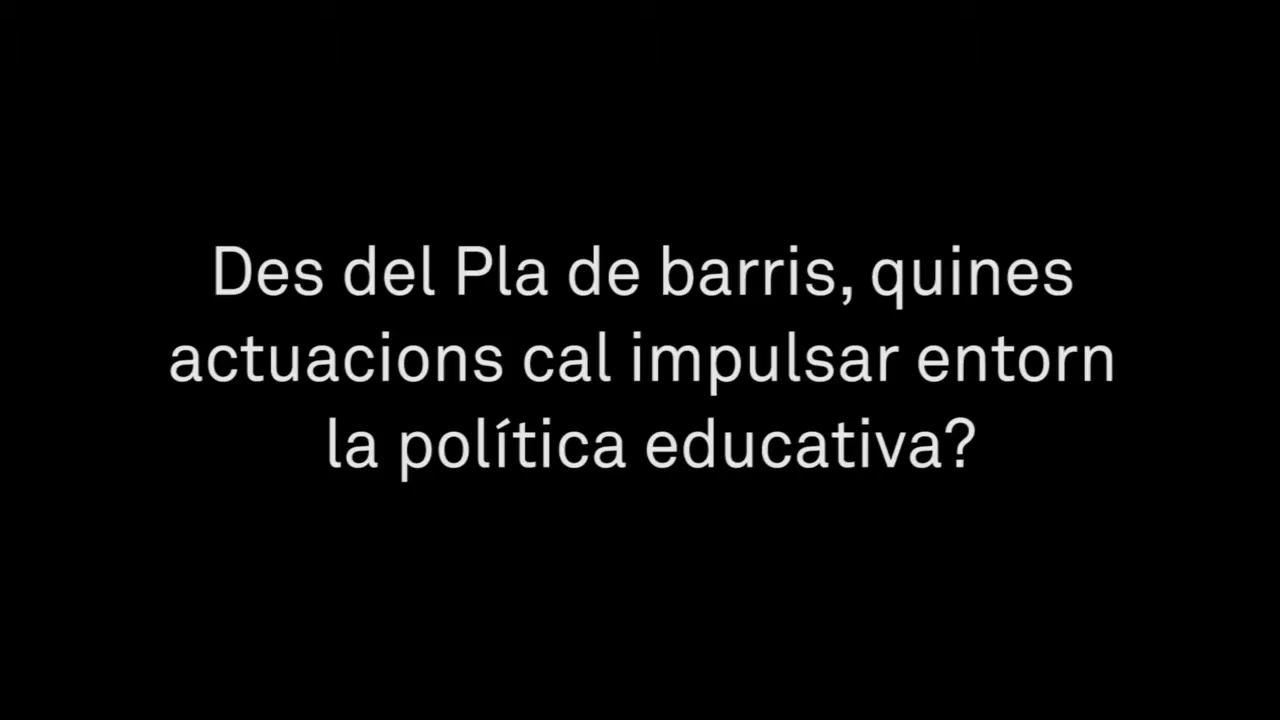 Des del Pla de barris, quines
actuacions cal impulsar entorn
la política educativa?